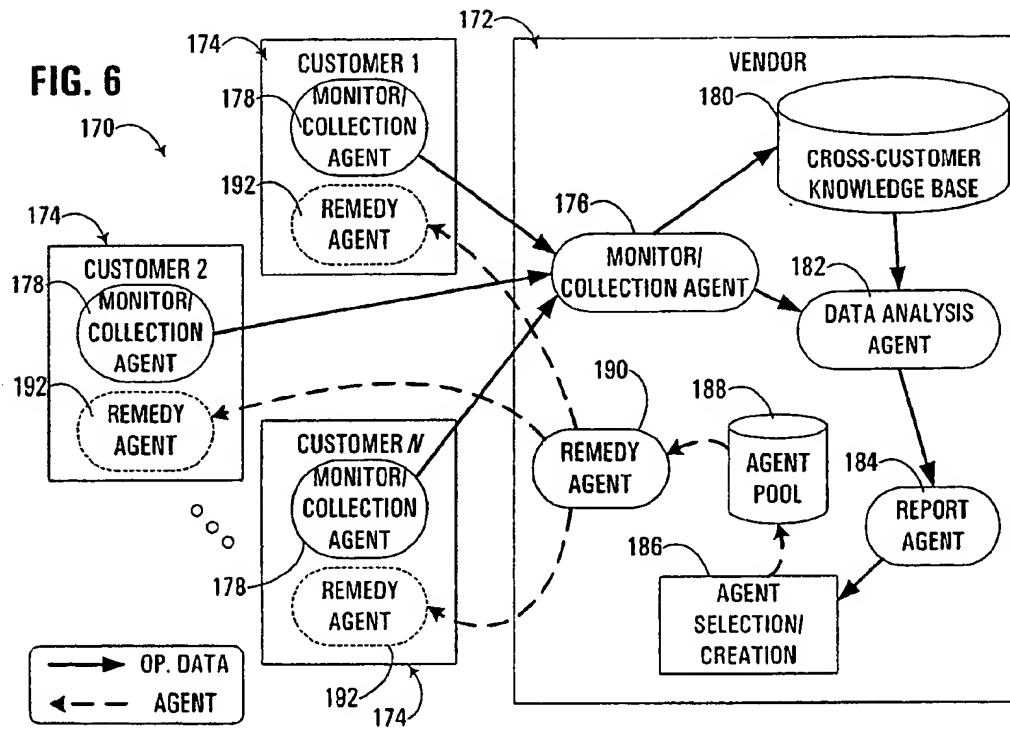 FIG. 6
170
174
CUSTOMER 1
178
MONITOR/
COLLECTION
AGENT
192
REMEDY
AGENT
174
CUSTOMER 2
178
MONITOR/
COLLECTION
AGENT
192
REMEDY
AGENT
CUSTOMER N
MONITOR/
COLLECTION
AGENT
178
REMEDY
AGENT
192
174
172
VENDOR
180
CROSS-CUSTOMER
KNOWLEDGE BASE
176
MONITOR/
COLLECTION AGENT
182
DATA ANALYSIS
AGENT
190
REMEDY
AGENT
188
AGENT
POOL
184
REPORT
AGENT
186
AGENT
SELECTION/
CREATION
OP. DATA
AGENT